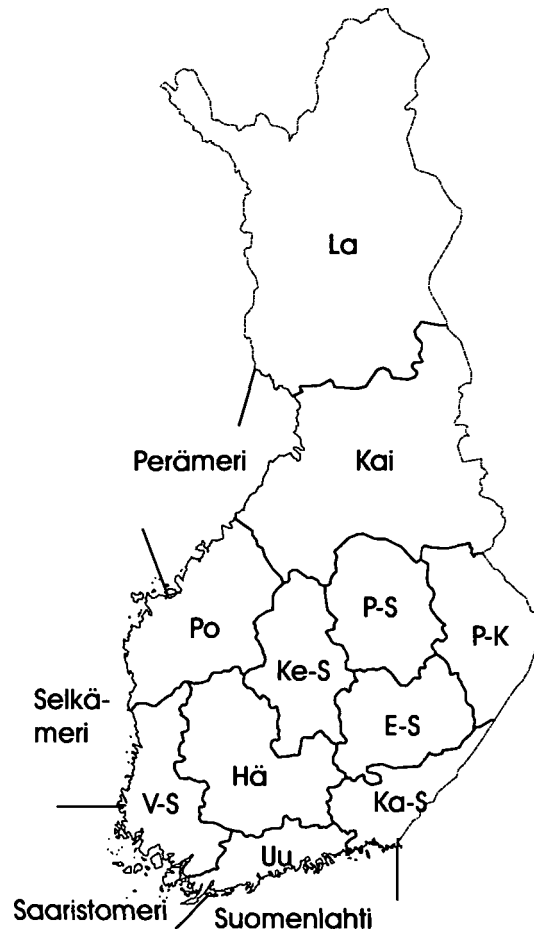 La
Perämeri
Kai
P-S
P-K
Po
Ke-S
Selkä-
meri
E-S
V-S
Hä
Ka-S
Uu
Saaristomeri
Suomenlahti